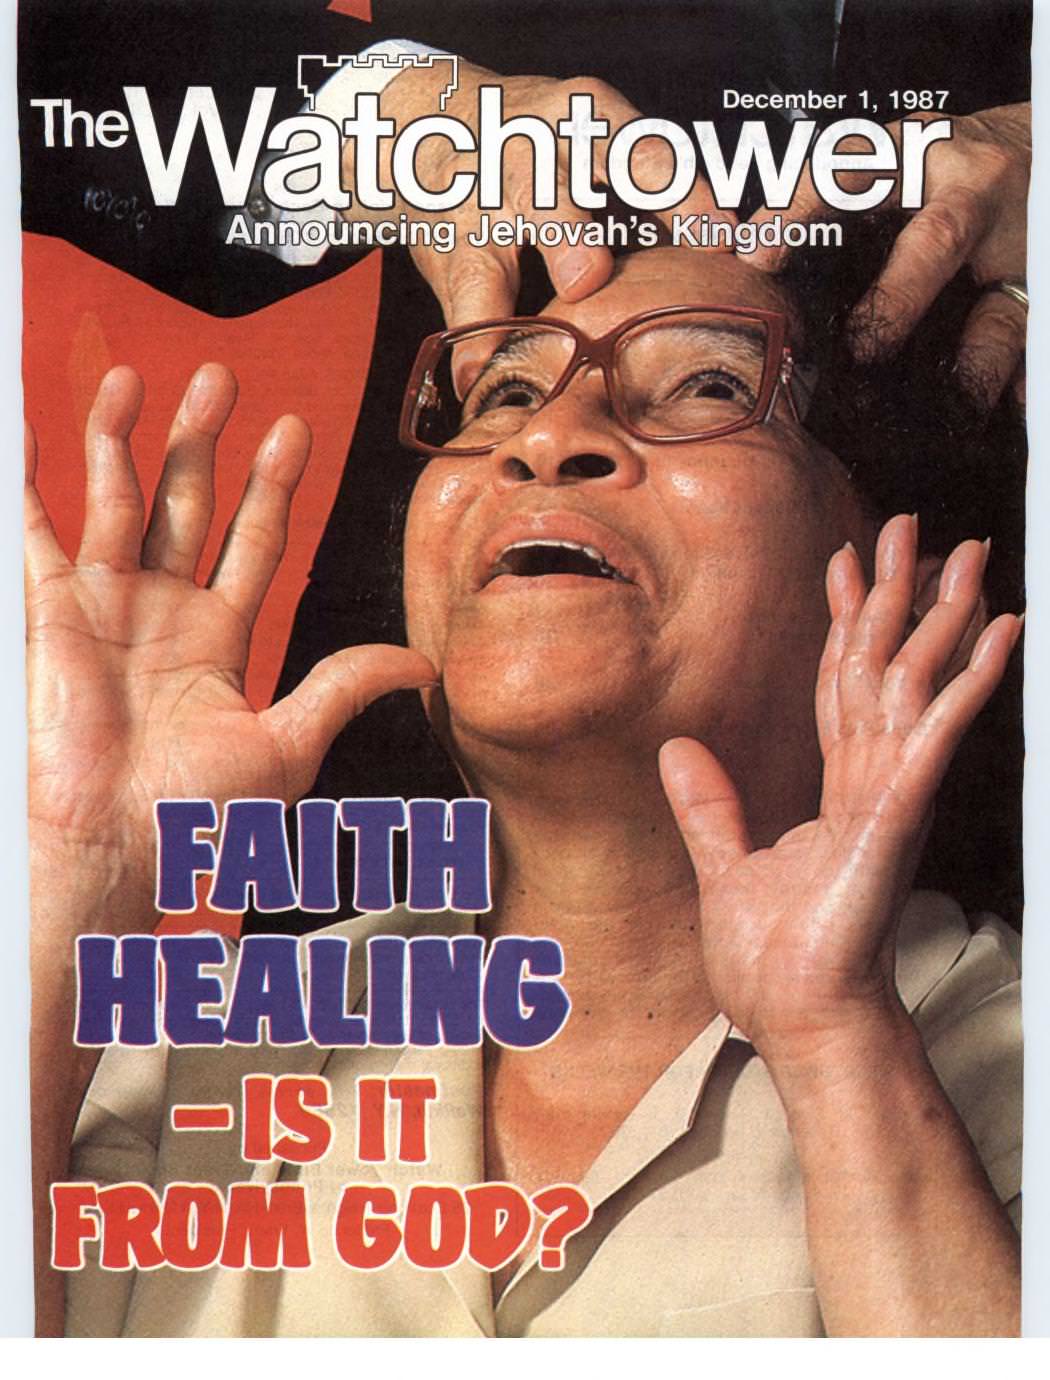 December 1, 1987
The Watchtower
Announcing Jehovah's Kingdom
FAITH
HEALING
–IS IT
FROM GOD?